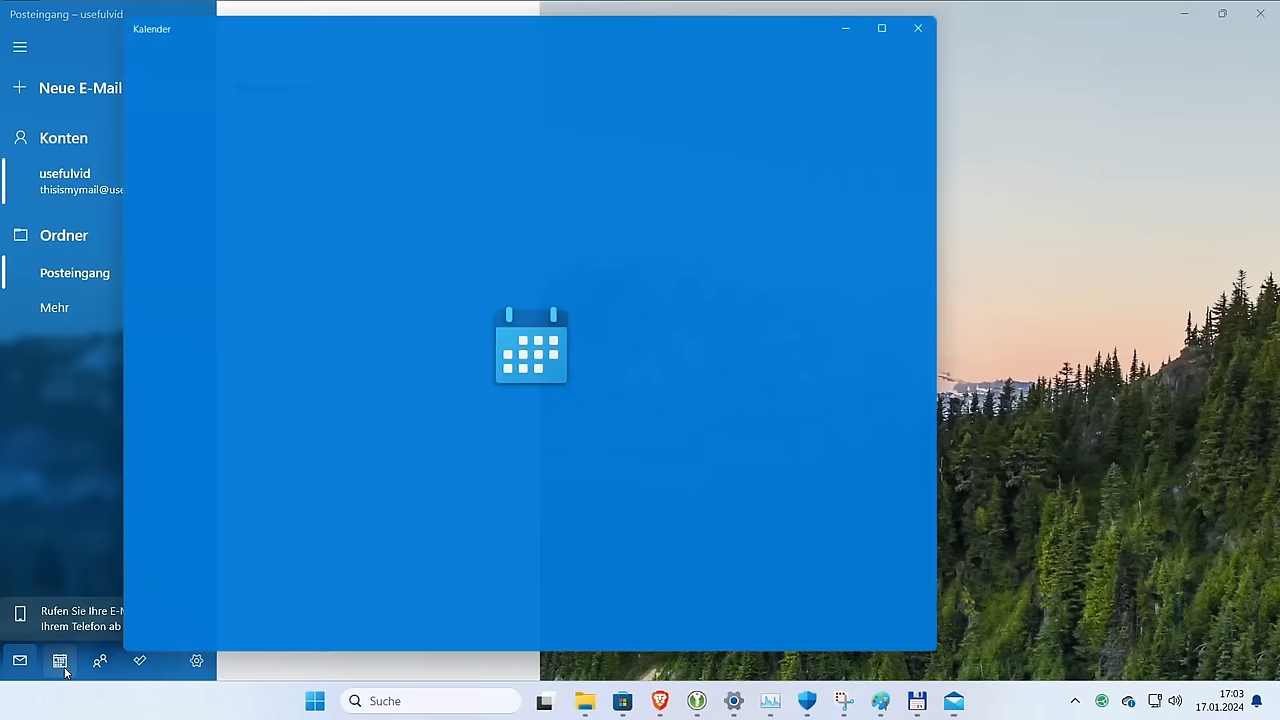 Posteingang – usefulvid
Kalender
Neue E-Mail
Konten
usefulvid
thisismymail@use
Ordner
Posteingang
Mehr
Rufen Sie Ihre E-M
Ihrem Telefon ab
Suche
17:03
17.01.2024